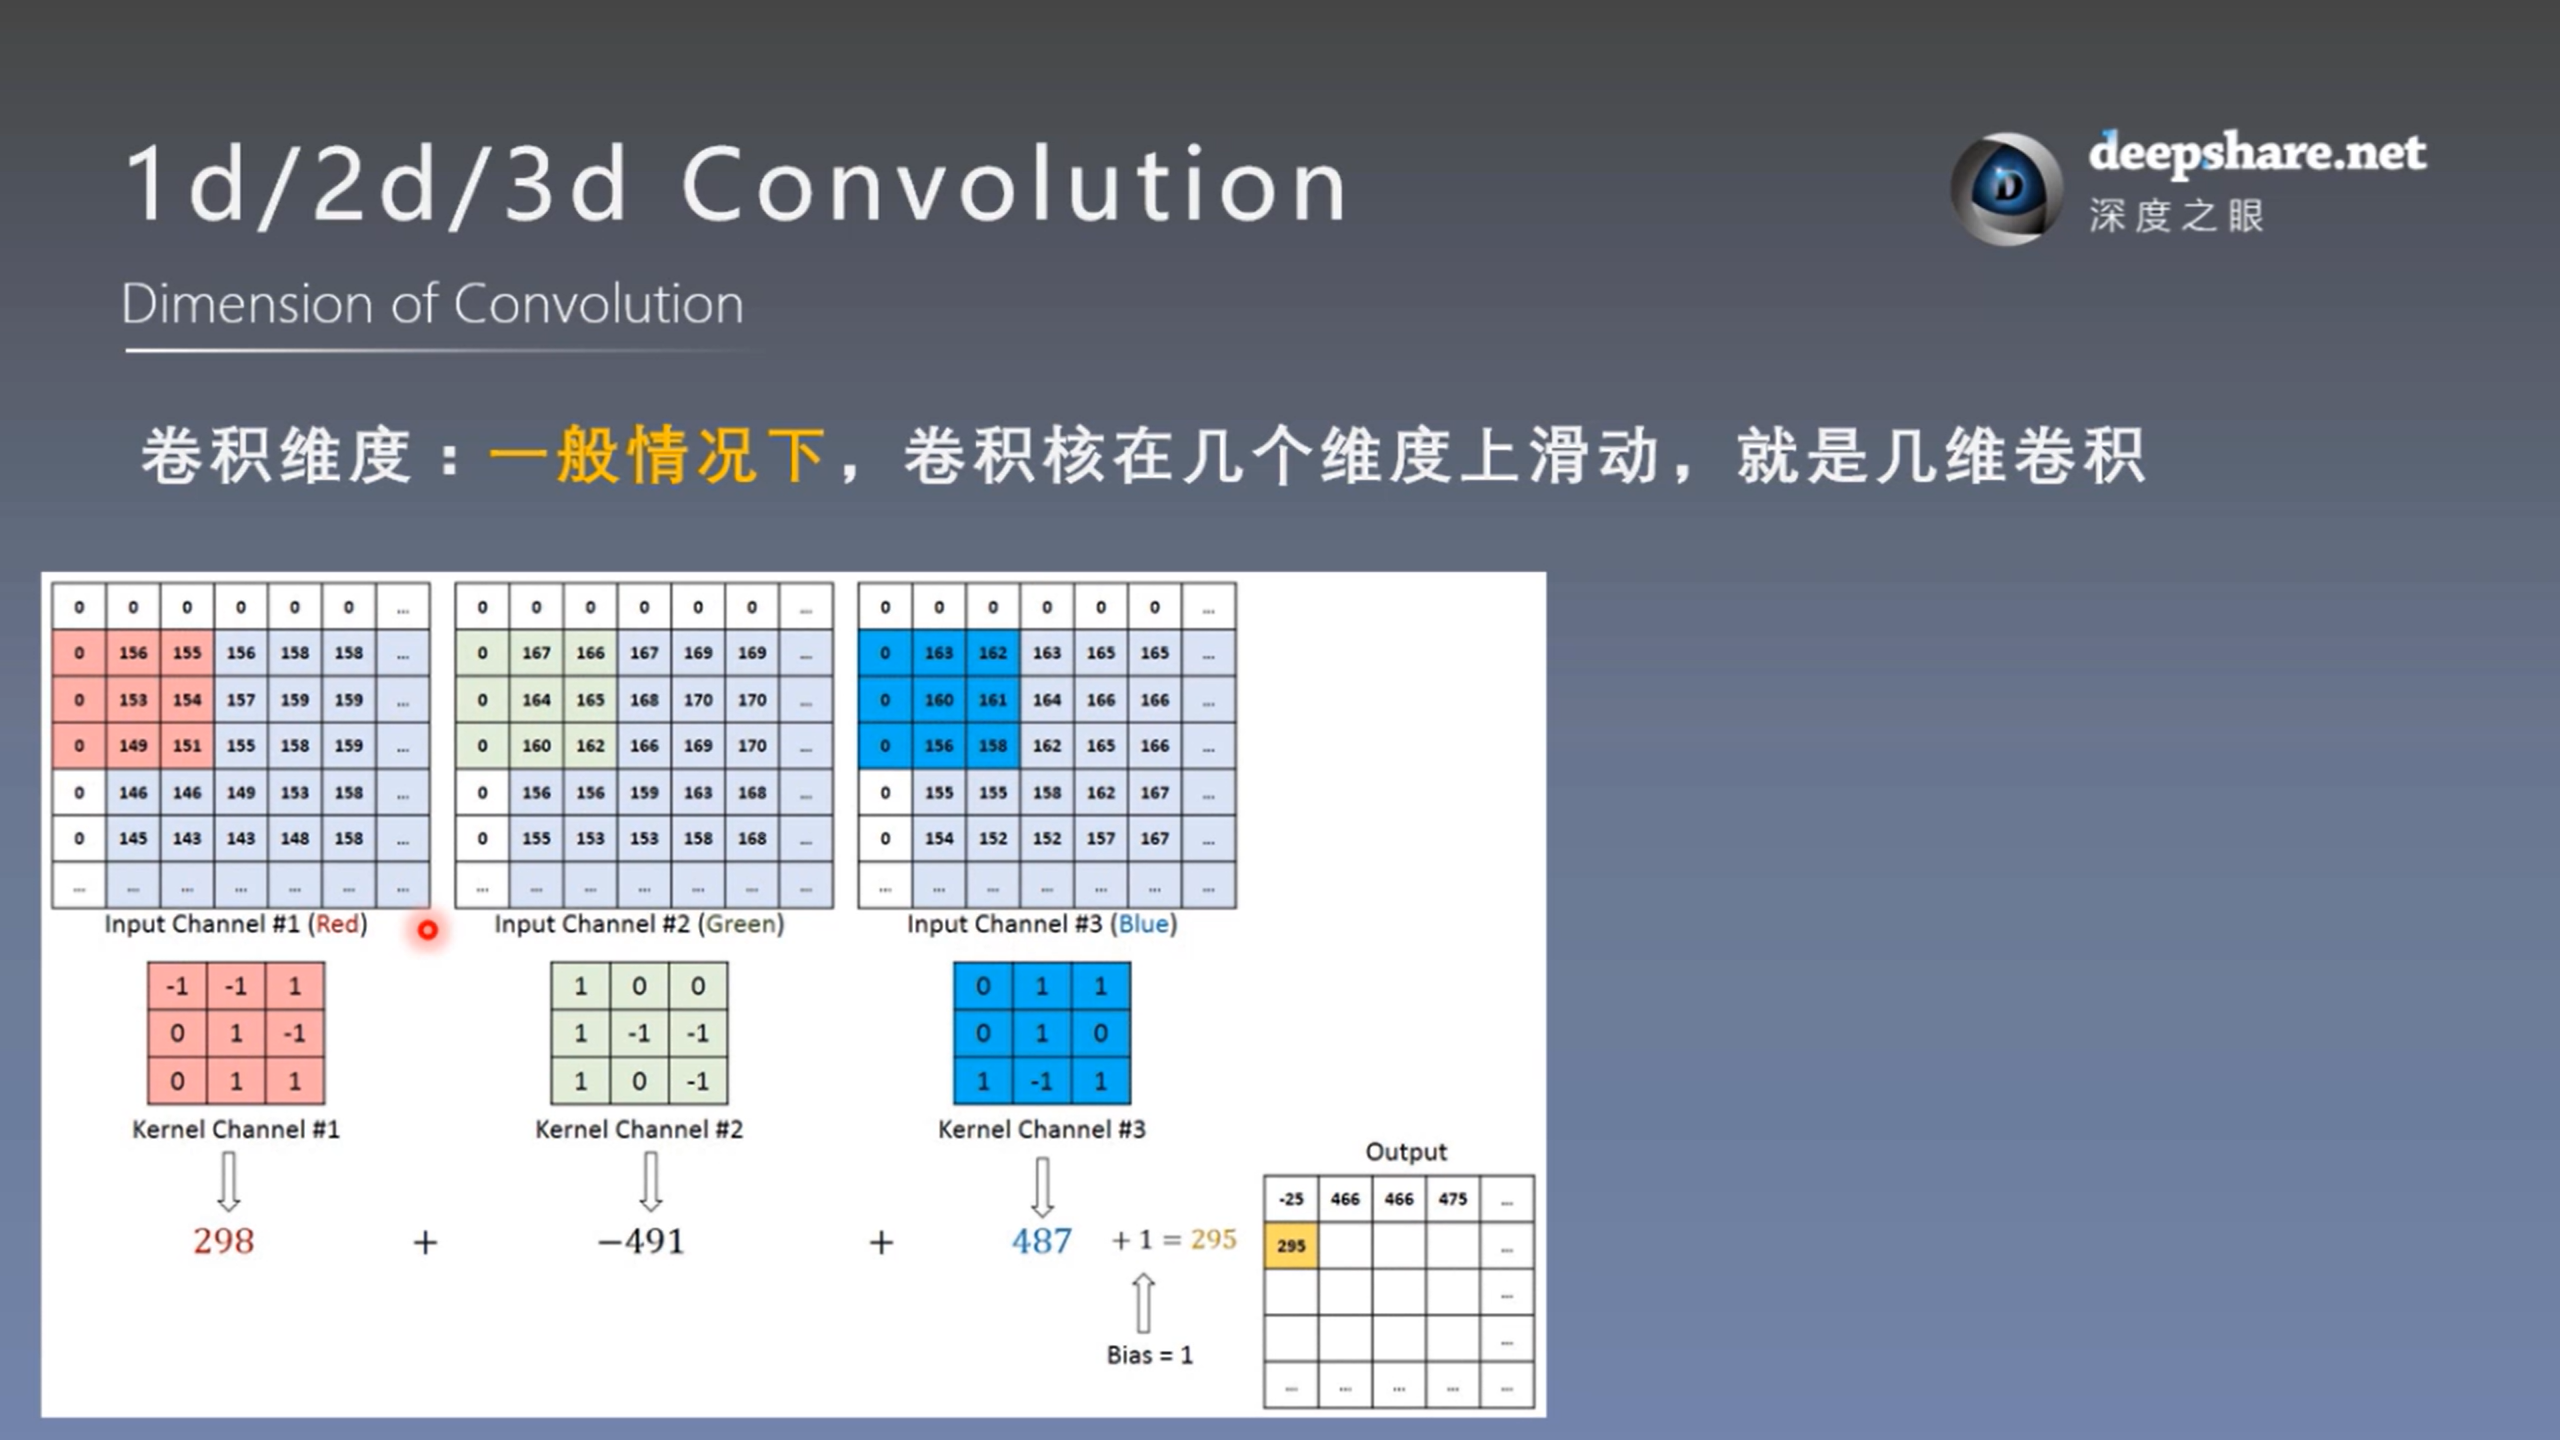 1d/2d/3d Convolution
deepshare.net
深度之眼
Dimension of Convolution
卷积维度：一般情况下，卷积核在几个维度上滑动，就是几维卷积
0 0 0 0 0 0 ...
0 156 155 156 158 158 ...
0 153 154 157 159 159 ...
0 149 151 155 158 159 ...
0 146 146 149 153 158 ...
0 145 143 143 148 158 ...
... ... ... ... ... ... ...
Input Channel #1 (Red)
0 0 0 0 0 0 ...
0 167 166 167 169 169 ...
0 164 165 168 170 170 ...
0 160 162 166 169 170 ...
0 156 156 159 163 168 ...
0 155 153 153 158 168 ...
... ... ... ... ... ... ...
Input Channel #2 (Green)
0 0 0 0 0 0 ...
0 163 162 163 165 165 ...
0 160 161 164 166 166 ...
0 156 158 162 165 166 ...
0 155 155 158 162 167 ...
0 154 152 152 157 167 ...
... ... ... ... ... ... ...
Input Channel #3 (Blue)
-1 -1 1
0 1 -1
0 1 1
Kernel Channel #1
1 0 0
1 -1 -1
1 0 -1
Kernel Channel #2
0 1 1
0 1 0
1 -1 1
Kernel Channel #3
298 + −491 + 487 + 1 = 295
Bias = 1
Output
-25 466 466 475 ...
295 ...
...
...
... ... ... ... ...